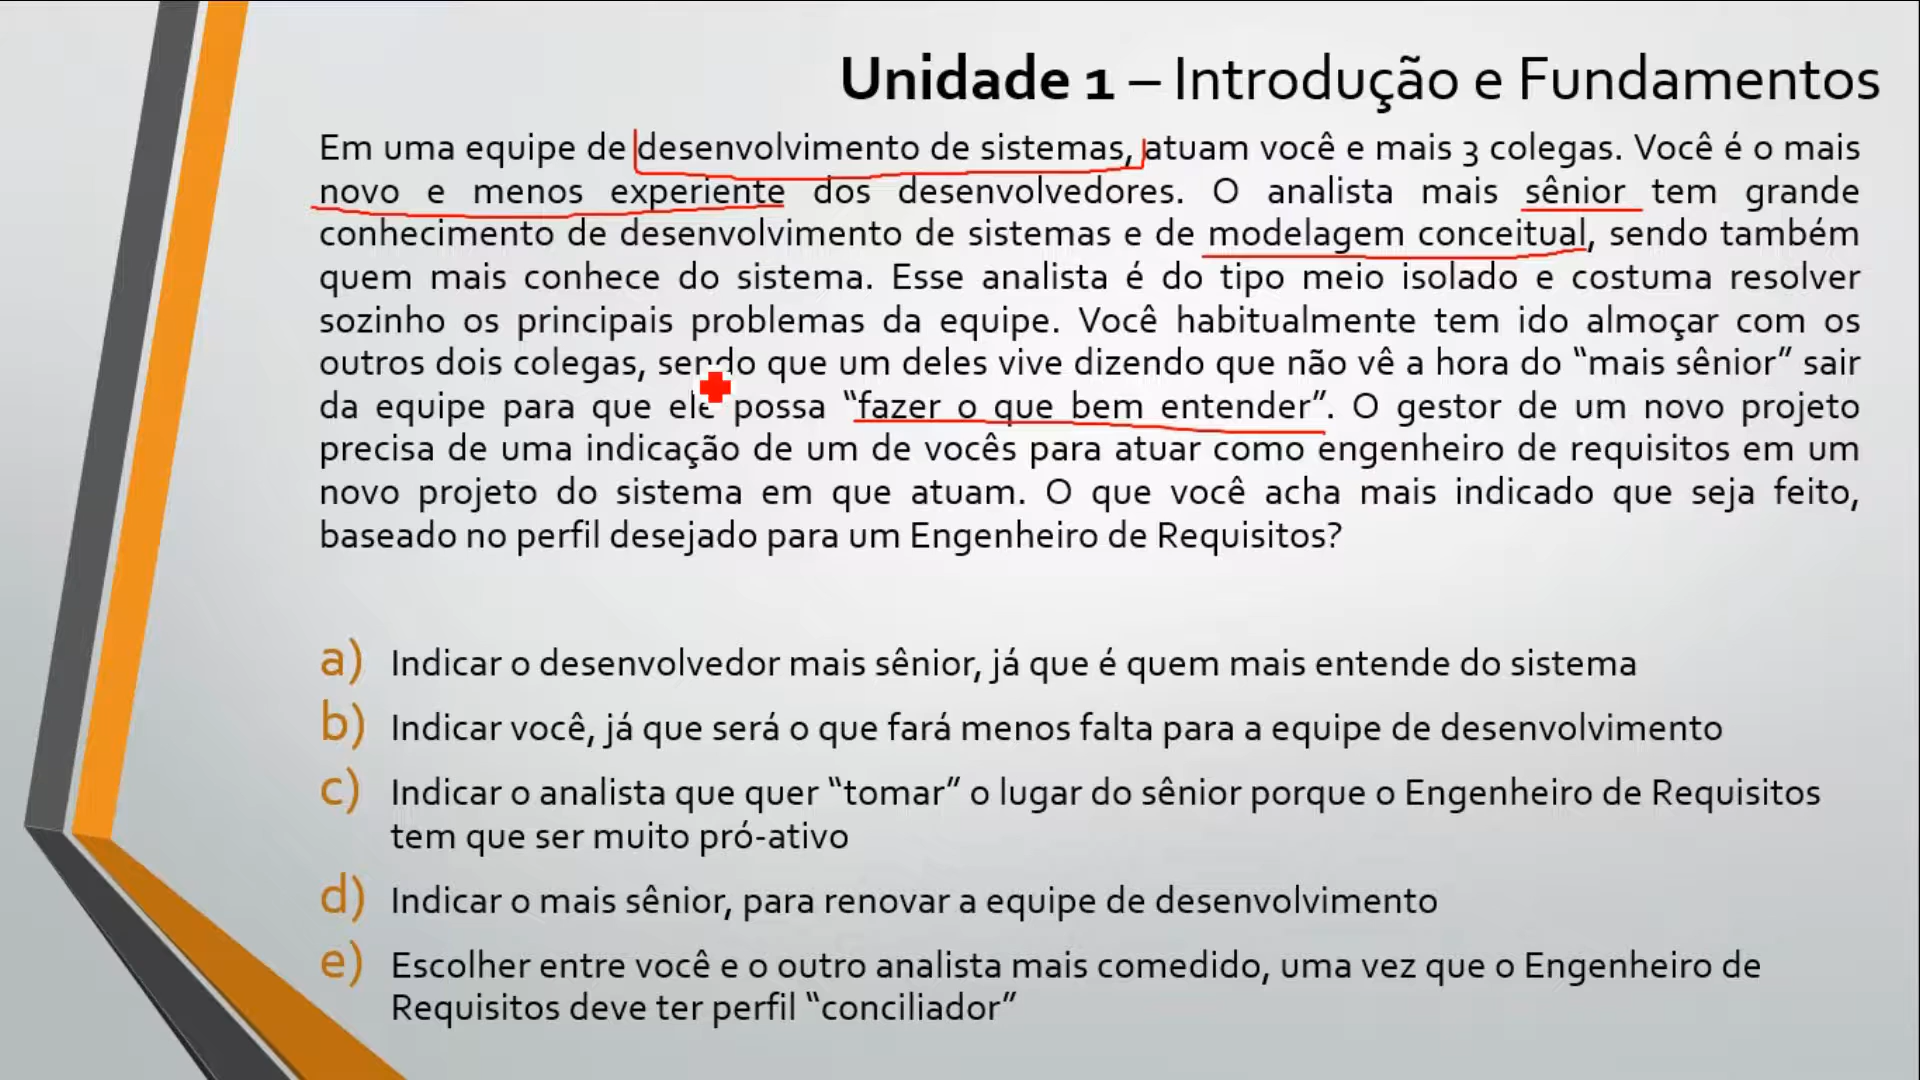 Unidade 1 – Introdução e Fundamentos
Em uma equipe de desenvolvimento de sistemas, atuam você e mais 3 colegas. Você é o mais
novo e menos experiente dos desenvolvedores. O analista mais sênior tem grande
conhecimento de desenvolvimento de sistemas e de modelagem conceitual, sendo também
quem mais conhece do sistema. Esse analista é do tipo meio isolado e costuma resolver
sozinho os principais problemas da equipe. Você habitualmente tem ido almoçar com os
outros dois colegas, sendo que um deles vive dizendo que não vê a hora do “mais sênior” sair
da equipe para que ele possa “fazer o que bem entender”. O gestor de um novo projeto
precisa de uma indicação de um de vocês para atuar como engenheiro de requisitos em um
novo projeto do sistema em que atuam. O que você acha mais indicado que seja feito,
baseado no perfil desejado para um Engenheiro de Requisitos?
a) Indicar o desenvolvedor mais sênior, já que é quem mais entende do sistema
b) Indicar você, já que será o que fará menos falta para a equipe de desenvolvimento
c) Indicar o analista que quer “tomar” o lugar do sênior porque o Engenheiro de Requisitos
tem que ser muito pró-ativo
d) Indicar o mais sênior, para renovar a equipe de desenvolvimento
e) Escolher entre você e o outro analista mais comedido, uma vez que o Engenheiro de
Requisitos deve ter perfil “conciliador”